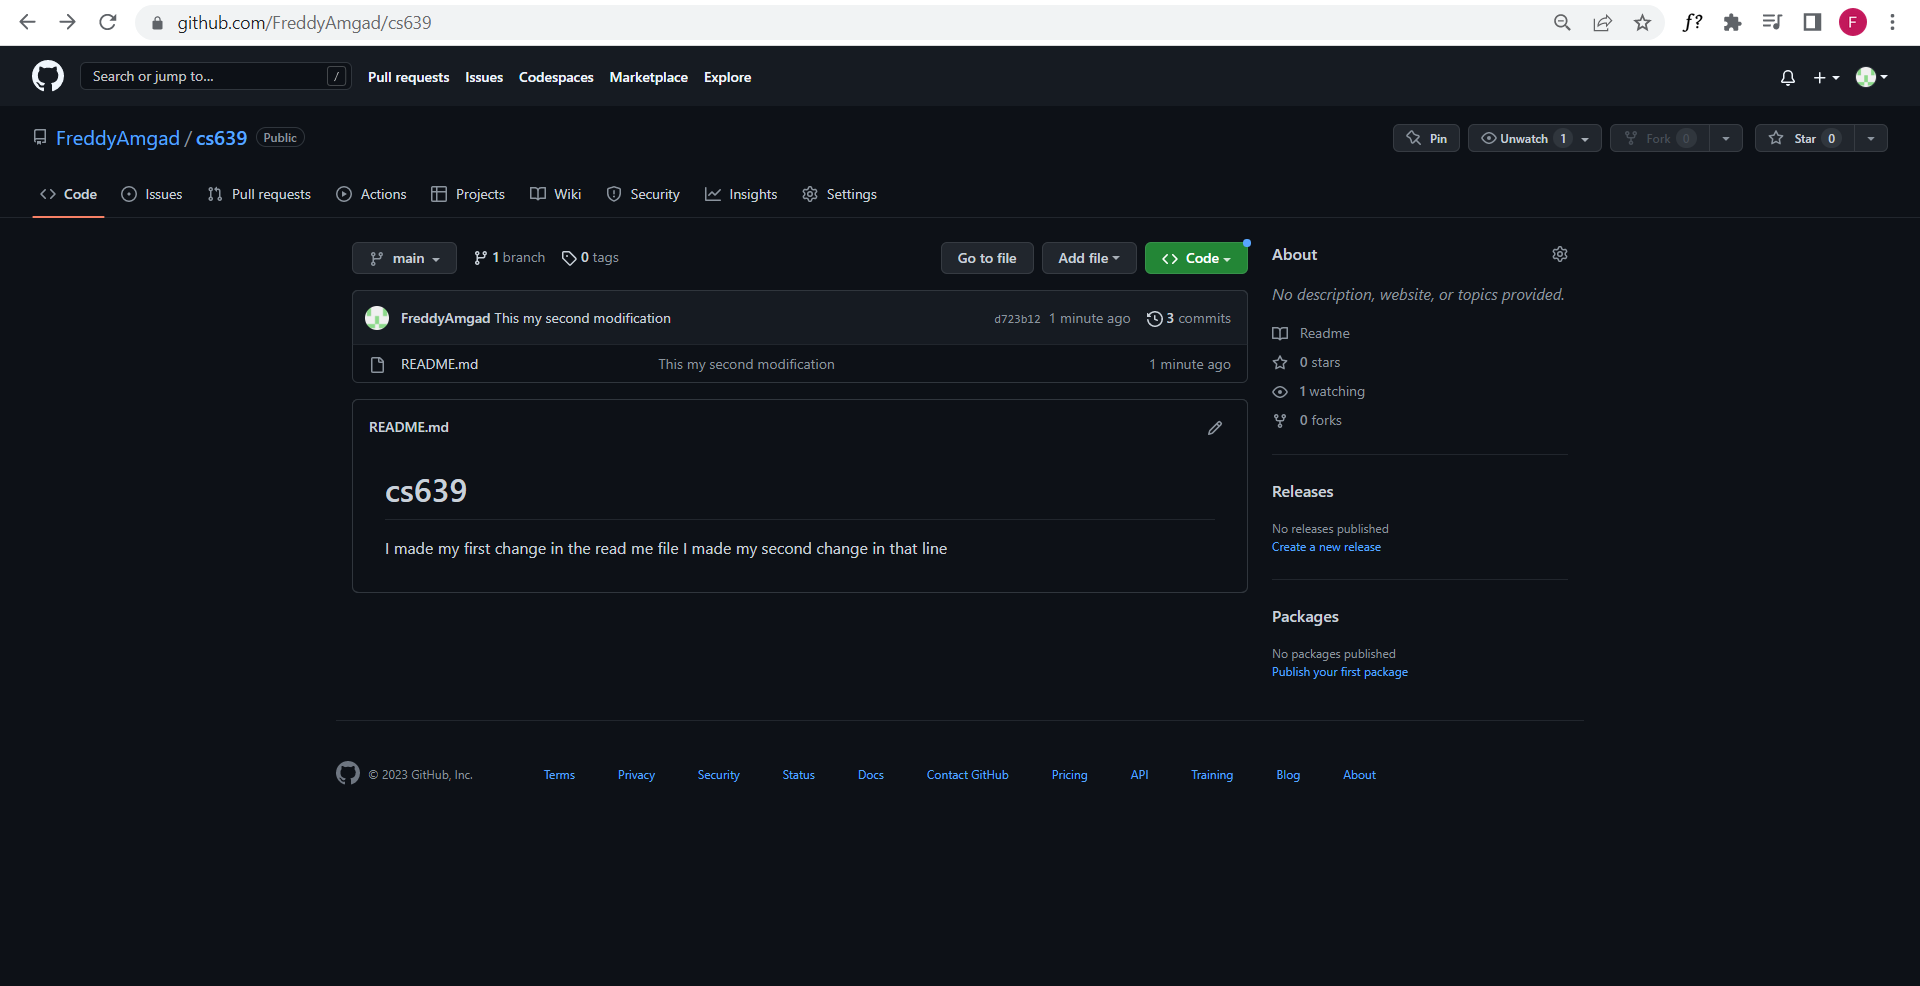 github.com/FreddyAmgad/cs639
f?
F
Search or jump to...
/
Pull requests Issues Codespaces Marketplace Explore
FreddyAmgad / cs639 Public
Pin Unwatch 1 Fork 0 Star 0
Code Issues Pull requests Actions Projects Wiki Security Insights Settings
main 1 branch 0 tags
Go to file Add file Code
FreddyAmgad This my second modification d723b12 1 minute ago 3 commits
README.md This my second modification 1 minute ago
README.md
cs639
I made my first change in the read me file I made my second change in that line
About
No description, website, or topics provided.
Readme
0 stars
1 watching
0 forks
Releases
No releases published
Create a new release
Packages
No packages published
Publish your first package
© 2023 GitHub, Inc. Terms Privacy Security Status Docs Contact GitHub Pricing API Training Blog About